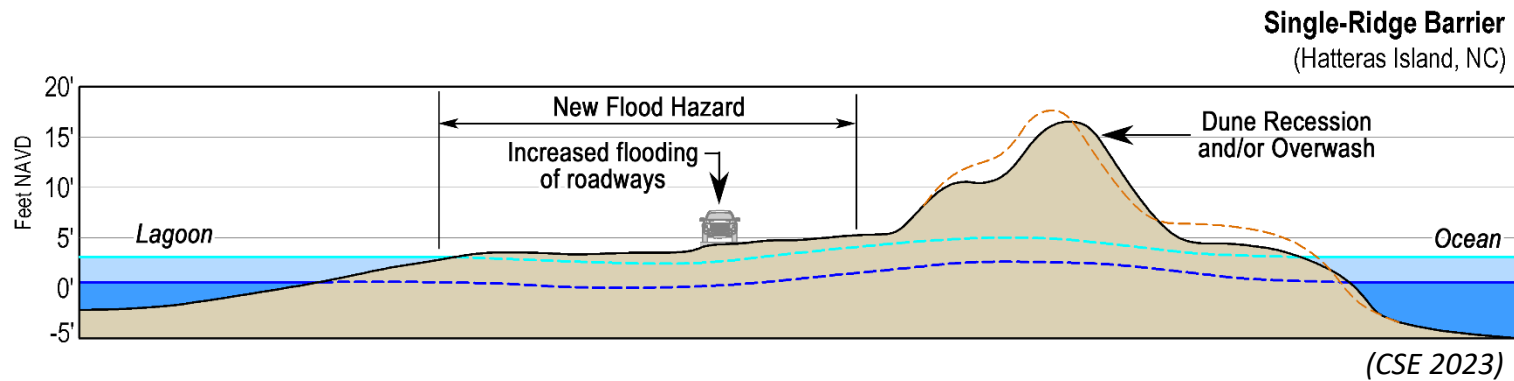 Single-Ridge Barrier
(Hatteras Island, NC)
20'
15'
10'
5'
0'
-5'
Feet NAVD
New Flood Hazard
Increased flooding
of roadways
Dune Recession
and/or Overwash
Lagoon
Ocean
(CSE 2023)